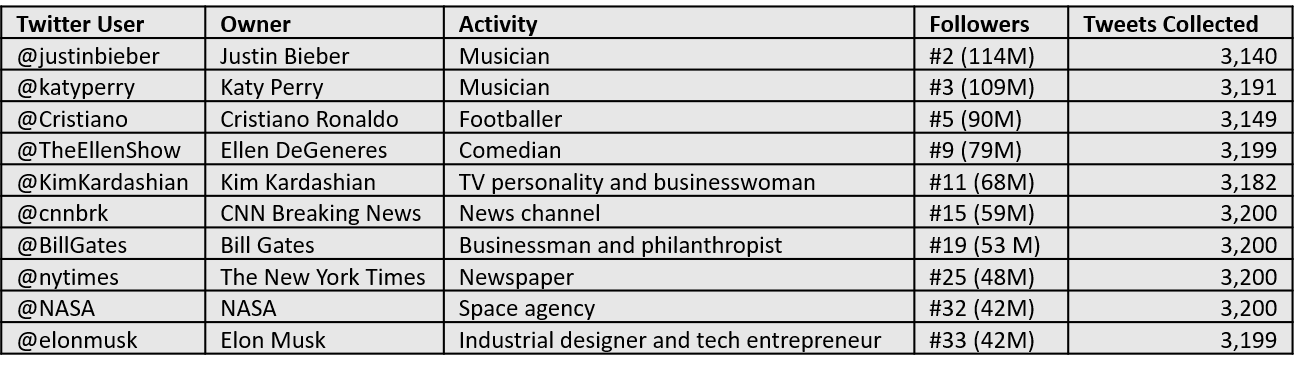 Twitter User Owner Activity Followers Tweets Collected
@justinbieber Justin Bieber Musician #2 (114M) 3,140
@katyperry Katy Perry Musician #3 (109M) 3,191
@Cristiano Cristiano Ronaldo Footballer #5 (90M) 3,149
@TheEllenShow Ellen DeGeneres Comedian #9 (79M) 3,199
@KimKardashian Kim Kardashian TV personality and businesswoman #11 (68M) 3,182
@cnnbrk CNN Breaking News News channel #15 (59M) 3,200
@BillGates Bill Gates Businessman and philanthropist #19 (53 M) 3,200
@nytimes The New York Times Newspaper #25 (48M) 3,200
@NASA NASA Space agency #32 (42M) 3,200
@elonmusk Elon Musk Industrial designer and tech entrepreneur #33 (42M) 3,199